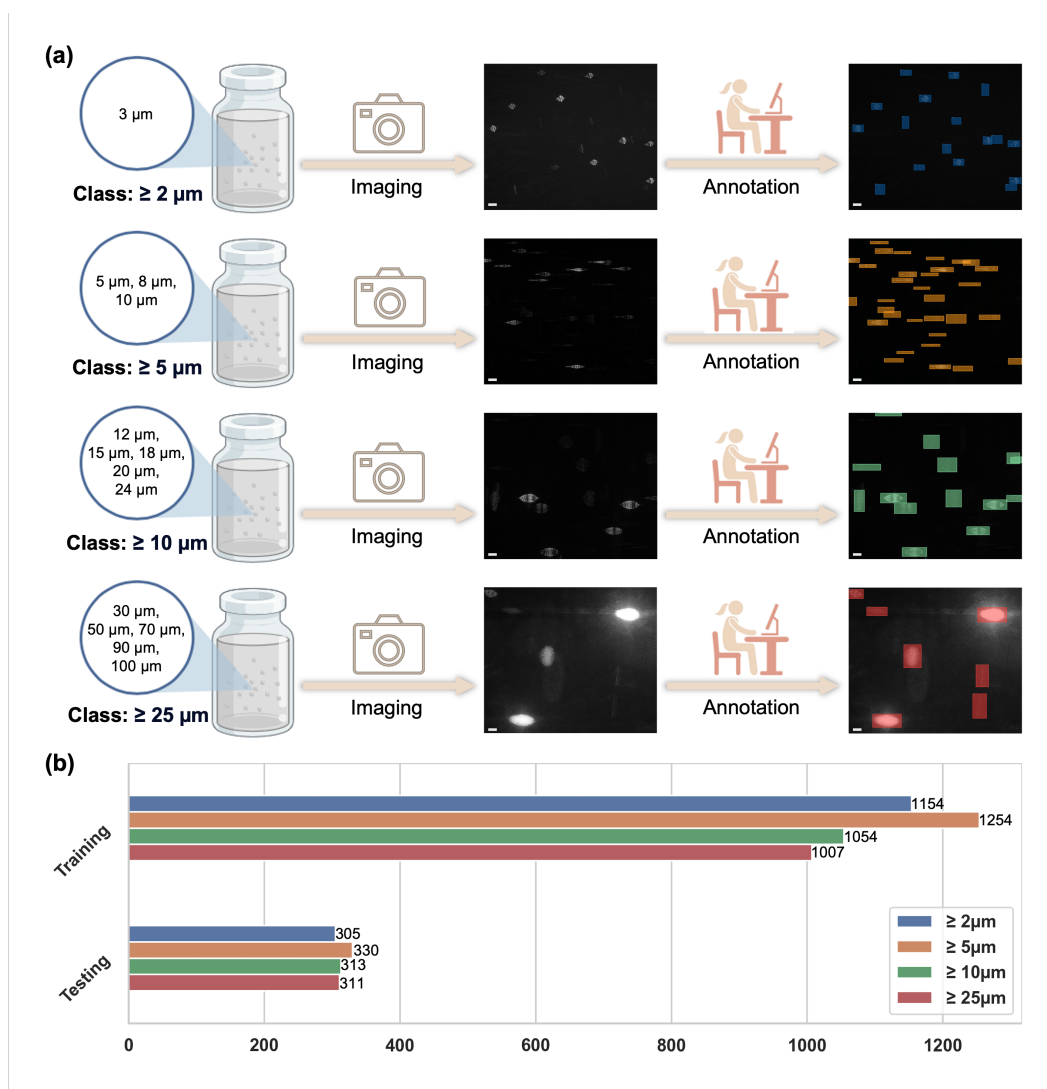 (a)
3 µm
Class: ≥ 2 µm
Imaging
Annotation
5 µm, 8 µm,
10 µm
Class: ≥ 5 µm
Imaging
Annotation
12 µm,
15 µm, 18 µm,
20 µm,
24 µm
Class: ≥ 10 µm
Imaging
Annotation
30 µm,
50 µm, 70 µm,
90 µm,
100 µm
Class: ≥ 25 µm
Imaging
Annotation
(b)
Training
1154
1254
1054
1007
Testing
305
330
313
311
≥ 2µm
≥ 5µm
≥ 10µm
≥ 25µm
0 200 400 600 800 1000 1200